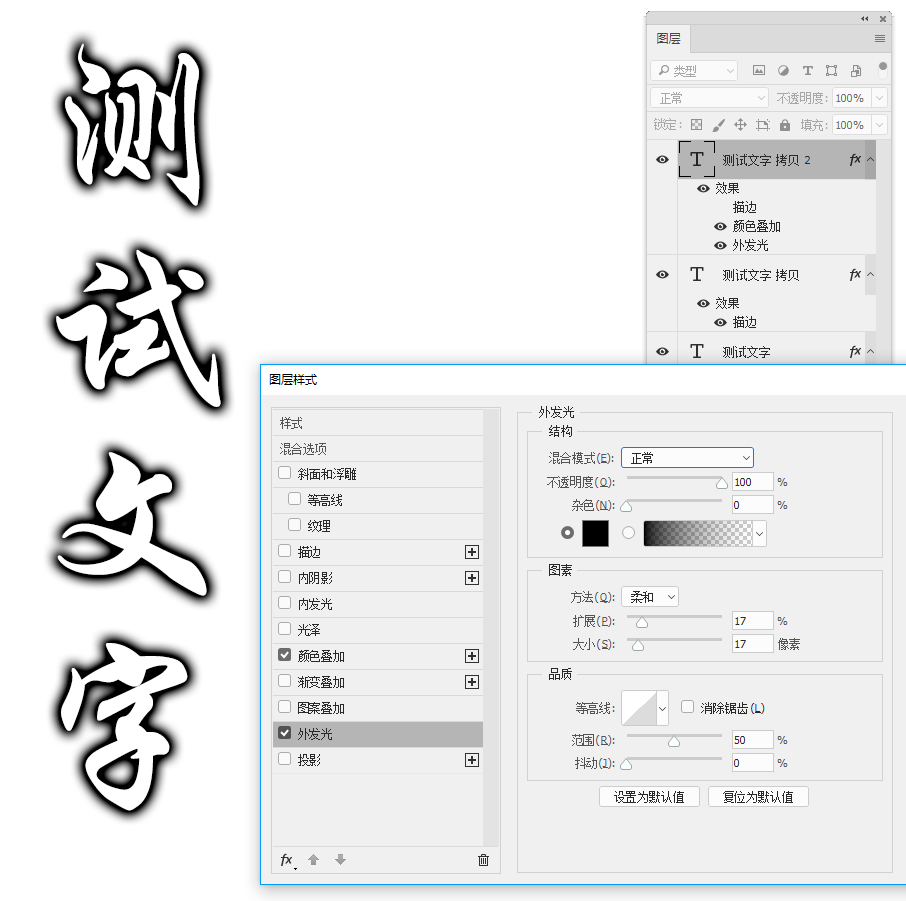 测
试
文
字
图层
类型
正常 不透明度: 100%
锁定: 填充: 100%
T 测试文字 拷贝 2 fx
效果
描边
颜色叠加
外发光
T 测试文字 拷贝 fx
效果
描边
T 测试文字 fx
图层样式
样式
混合选项
斜面和浮雕
等高线
纹理
描边
内阴影
内发光
光泽
颜色叠加
渐变叠加
图案叠加
外发光
投影
fx
外发光
结构
混合模式(E): 正常
不透明度(O): 100 %
杂色(N): 0 %
图素
方法(Q): 柔和
扩展(P): 17 %
大小(S): 17 像素
品质
等高线: 消除锯齿(L)
范围(R): 50 %
抖动(J): 0 %
设置为默认值 复位为默认值